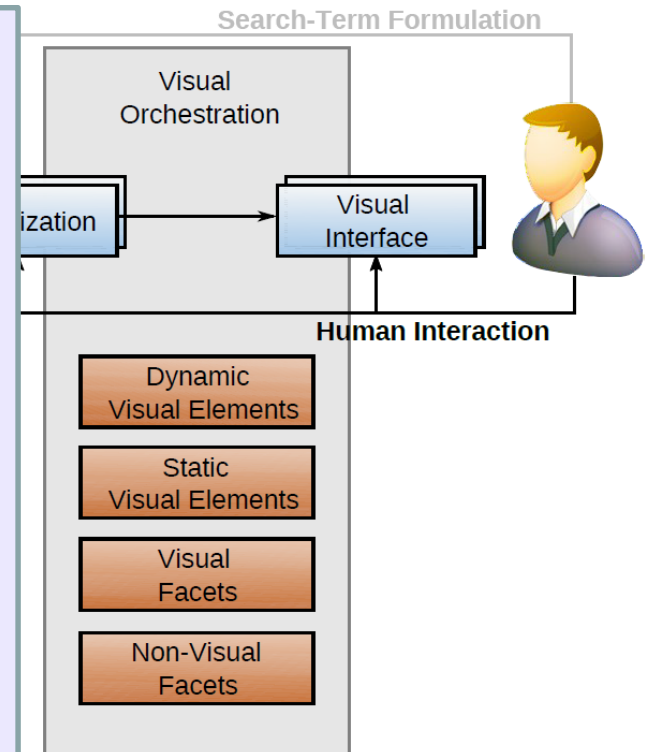 Search-Term Formulation
Visual
Orchestration
ization
Visual
Interface
Human Interaction
Dynamic
Visual Elements
Static
Visual Elements
Visual
Facets
Non-Visual
Facets